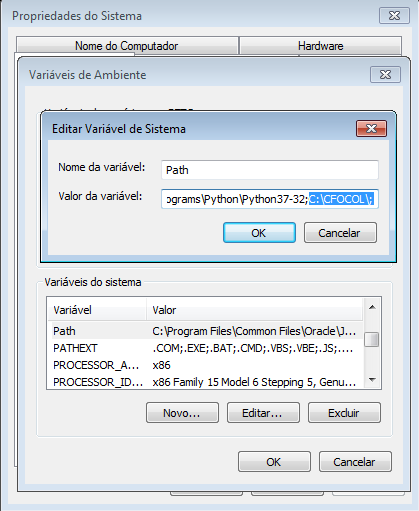 Propriedades do Sistema
Nome do Computador
Hardware
Variáveis de Ambiente
Editar Variável de Sistema
Nome da variável:
Path
Valor da variável:
ograms\Python\Python37-32;C:\CFOCOL\;
OK
Cancelar
Variáveis do sistema
Variável
Valor
Path
C:\Program Files\Common Files\Oracle\J...
PATHEXT
.COM;.EXE;.BAT;.CMD;.VBS;.VBE;.JS;....
PROCESSOR_A...
x86
PROCESSOR_ID...
x86 Family 15 Model 6 Stepping 5, Genu...
Novo...
Editar...
Excluir
OK
Cancelar